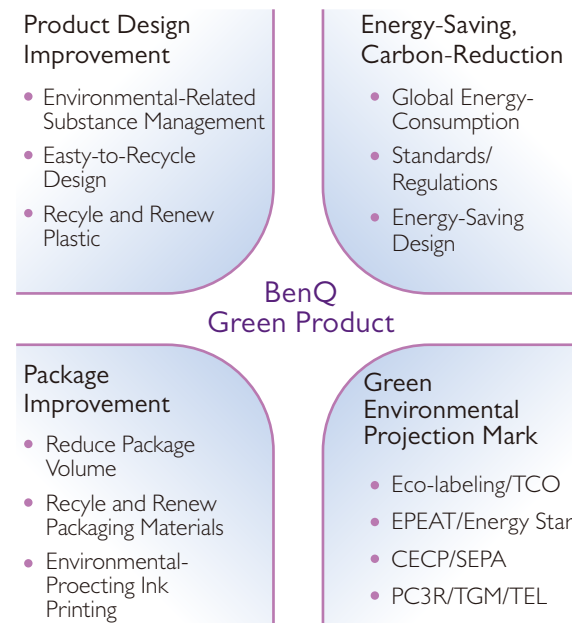 Product Design
Improvement
• Environmental-Related
Substance Management
• Easty-to-Recycle
Design
• Recyle and Renew
Plastic
Energy-Saving,
Carbon-Reduction
• Global Energy-
Consumption
• Standards/
Regulations
• Energy-Saving
Design
BenQ
Green Product
Package
Improvement
• Reduce Package
Volume
• Recyle and Renew
Packaging Materials
• Environmental-
Proecting Ink
Printing
Green
Environmental
Projection Mark
• Eco-labeling/TCO
• EPEAT/Energy Star
• CECP/SEPA
• PC3R/TGM/TEL